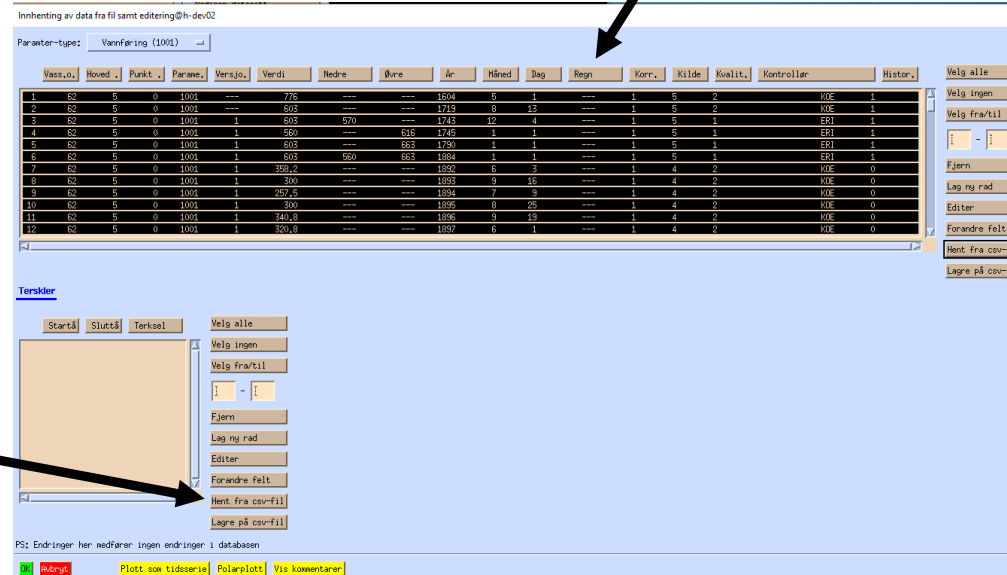 Innhenting av data fra fil samt editering@h-dev02
Paramter-type: Vannføring (1001)
Vass.o. Hoved . Punkt . Parame. Versjo. Verdi Nedre Øvre År Måned Dag Regn Korr. Kilde Kvalit. Kontrollør Histor.
1 62 5 0 1001 --- 776 --- --- 1604 5 1 --- 1 5 2 KOE 1
2 62 5 0 1001 --- 603 --- --- 1719 8 13 --- 1 5 2 KOE 1
3 62 5 0 1001 1 603 570 --- 1743 12 4 --- 1 5 1 ERI 1
4 62 5 0 1001 1 560 --- 616 1745 1 1 --- 1 5 1 ERI 1
5 62 5 0 1001 1 603 --- 663 1790 1 1 --- 1 5 1 ERI 1
6 62 5 0 1001 1 603 560 663 1884 1 1 --- 1 5 1 ERI 1
7 62 5 0 1001 1 358.2 --- --- 1892 6 3 --- 1 4 2 KOE 0
8 62 5 0 1001 1 300 --- --- 1893 9 16 --- 1 4 2 KOE 0
9 62 5 0 1001 1 257.5 --- --- 1894 7 9 --- 1 4 2 KOE 0
10 62 5 0 1001 1 300 --- --- 1895 8 25 --- 1 4 2 KOE 0
11 62 5 0 1001 1 340.8 --- --- 1896 9 19 --- 1 4 2 KOE 0
12 62 5 0 1001 1 320.8 --- --- 1897 6 1 --- 1 4 2 KOE 0
Velg alle
Velg ingen
Velg fra/til
-
Fjern
Lag ny rad
Editer
Forandre felt
Hent fra csv-
Lagre på csv-
Terskler
Startå Sluttå Terksel
Velg alle
Velg ingen
Velg fra/til
-
Fjern
Lag ny rad
Editer
Forandre felt
Hent fra csv-fil
Lagre på csv-fil
PS: Endringer her medfører ingen endringer i databasen
OK Avbryt Plott som tidsserie Polarplott Vis kommentarer